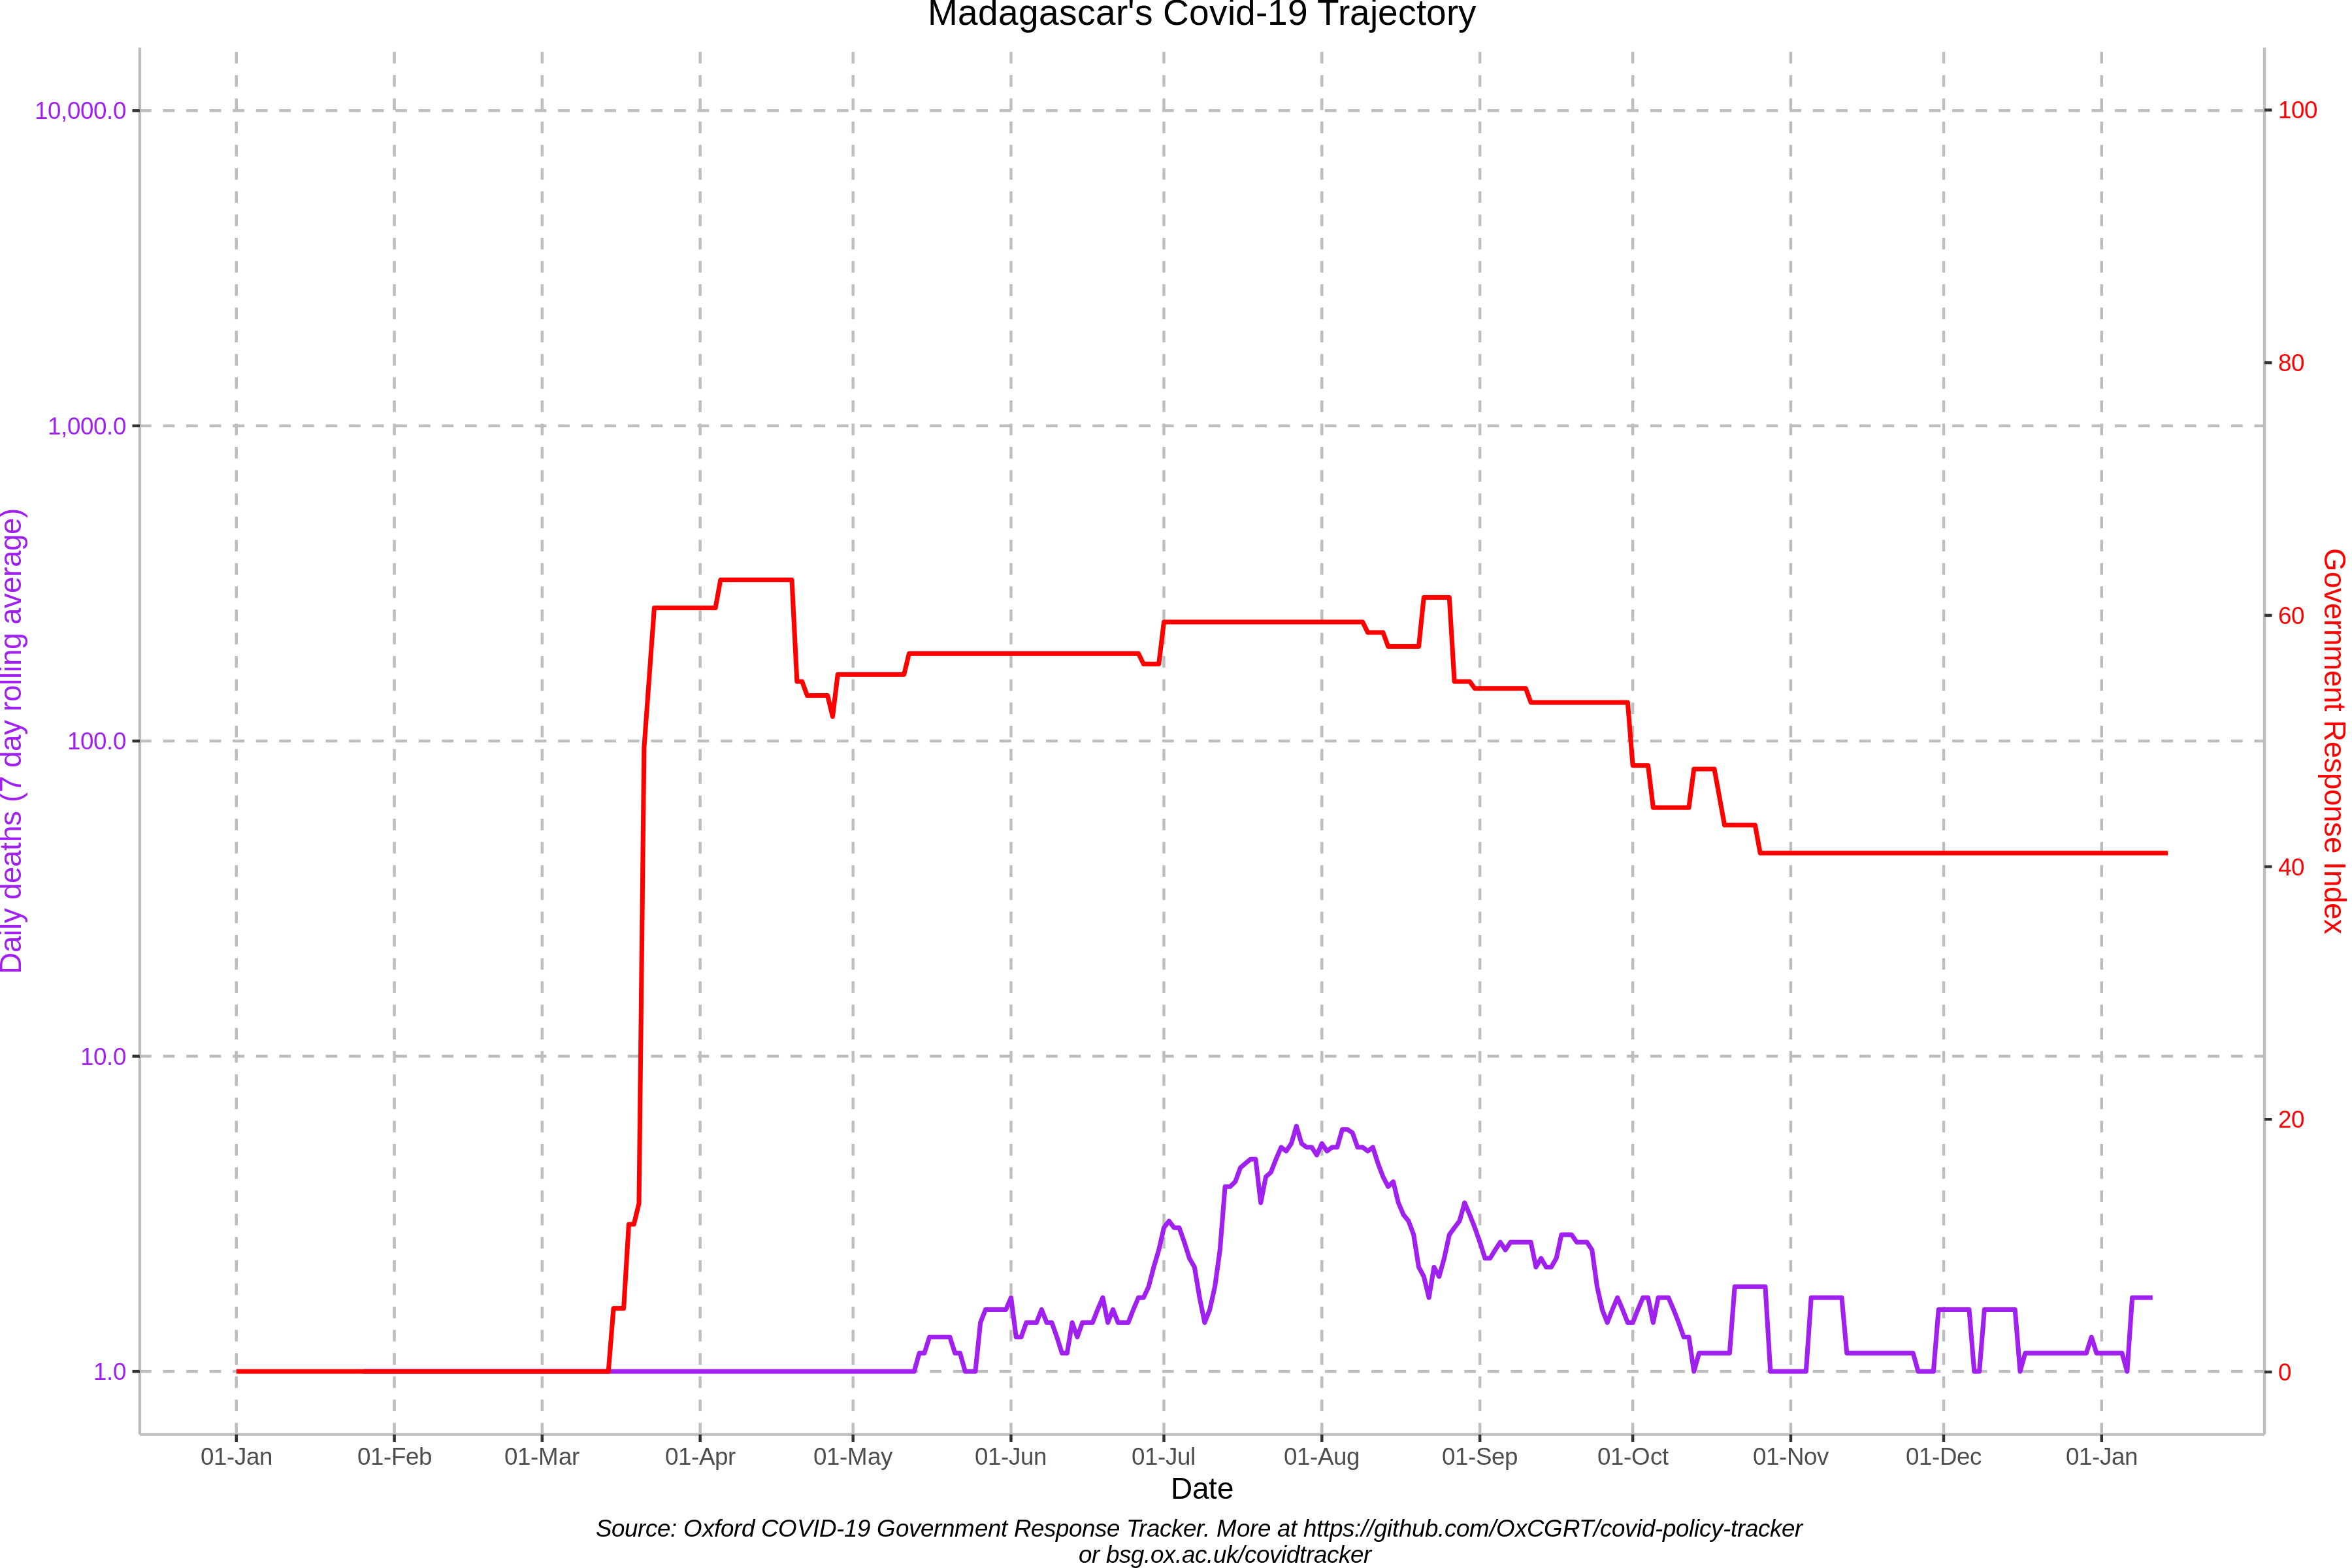 Madagascar's Covid-19 Trajectory
10,000.0
1,000.0
100.0
10.0
1.0
Daily deaths (7 day rolling average)
100
80
60
40
20
0
Government Response Index
01-Jan
01-Feb
01-Mar
01-Apr
01-May
01-Jun
01-Jul
01-Aug
01-Sep
01-Oct
01-Nov
01-Dec
01-Jan
Date
Source: Oxford COVID-19 Government Response Tracker. More at https://github.com/OxCGRT/covid-policy-tracker
or bsg.ox.ac.uk/covidtracker